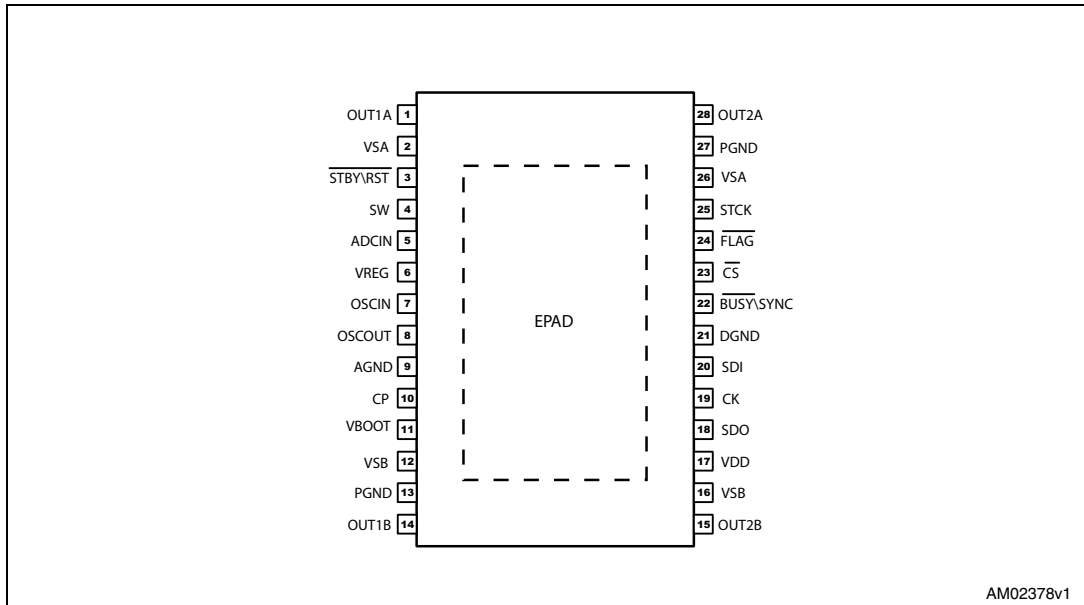 OUT1A 1
VSA 2
STBY\RST 3
SW 4
ADCIN 5
VREG 6
OSCIN 7
OSCOUT 8
AGND 9
CP 10
VBOOT 11
VSB 12
PGND 13
OUT1B 14
EPAD
28 OUT2A
27 PGND
26 VSA
25 STCK
24 FLAG
23 CS
22 BUSY\SYNC
21 DGND
20 SDI
19 CK
18 SDO
17 VDD
16 VSB
15 OUT2B
AM02378v1